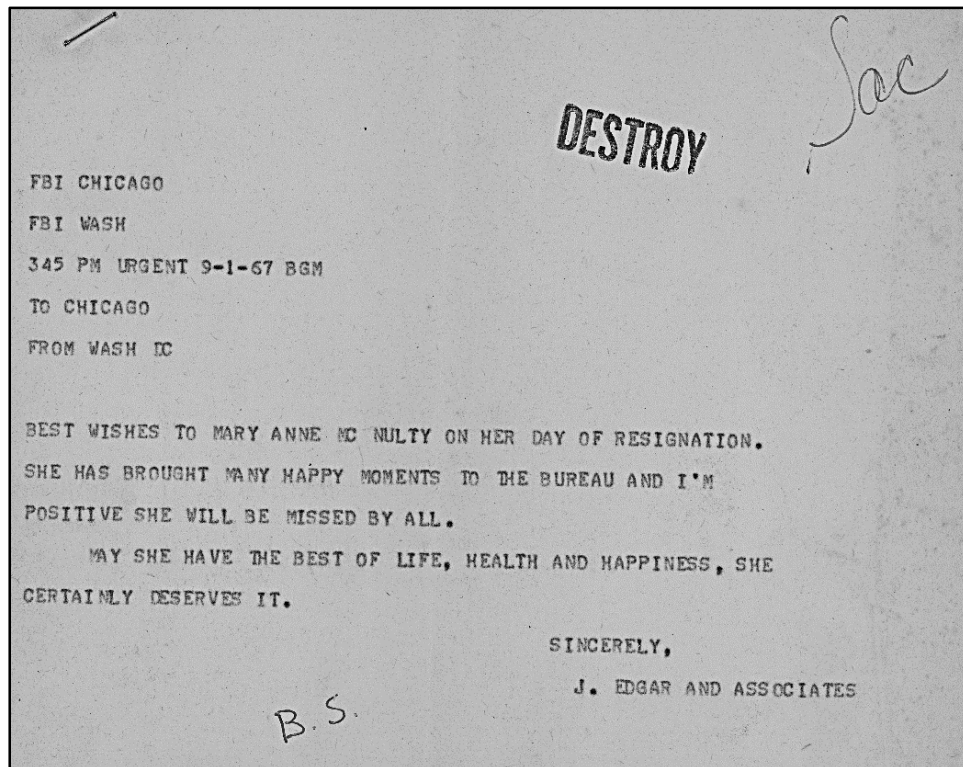 Sac
DESTROY
FBI CHICAGO
FBI WASH
345 PM URGENT 9-1-67 BGM
TO CHICAGO
FROM WASH DC
BEST WISHES TO MARY ANNE MC NULTY ON HER DAY OF RESIGNATION.
SHE HAS BROUGHT MANY HAPPY MOMENTS TO THE BUREAU AND I'M
POSITIVE SHE WILL BE MISSED BY ALL.
MAY SHE HAVE THE BEST OF LIFE, HEALTH AND HAPPINESS, SHE
CERTAINLY DESERVES IT.
SINCERELY,
J. EDGAR AND ASSOCIATES
B.S.